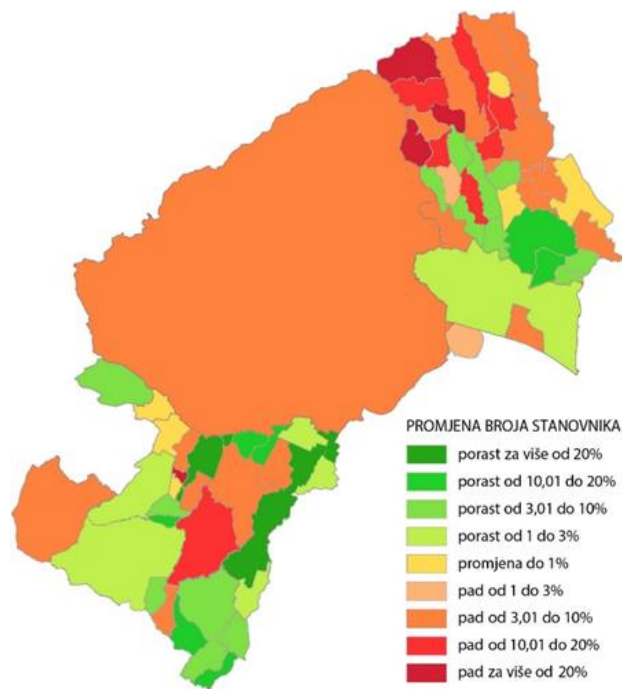 PROMJENA BROJA STANOVNIKA
porast za više od 20%
porast od 10,01 do 20%
porast od 3,01 do 10%
porast od 1 do 3%
promjena do 1%
pad od 1 do 3%
pad od 3,01 do 10%
pad od 10,01 do 20%
pad za više od 20%